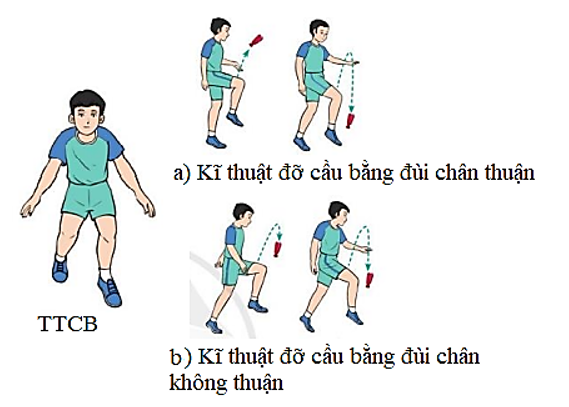 a) Kĩ thuật đỡ cầu bằng đùi chân thuận
TTCB
b) Kĩ thuật đỡ cầu bằng đùi chân
không thuận